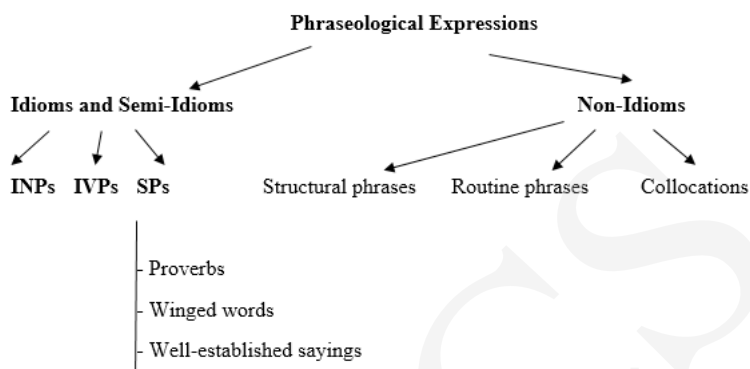 Phraseological Expressions
Idioms and Semi-Idioms Non-Idioms
INPs IVPs SPs Structural phrases Routine phrases Collocations
- Proverbs
- Winged words
- Well-established sayings